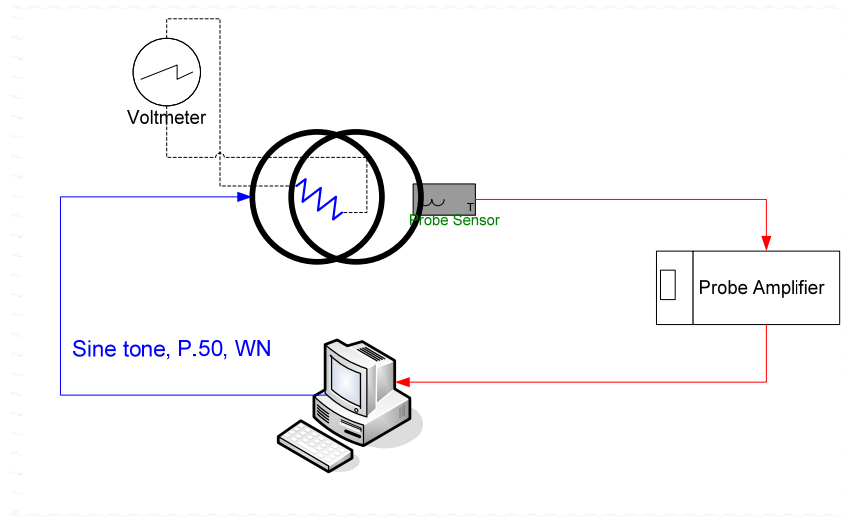 Voltmeter
T
Probe Sensor
Probe Amplifier
Sine tone, P.50, WN